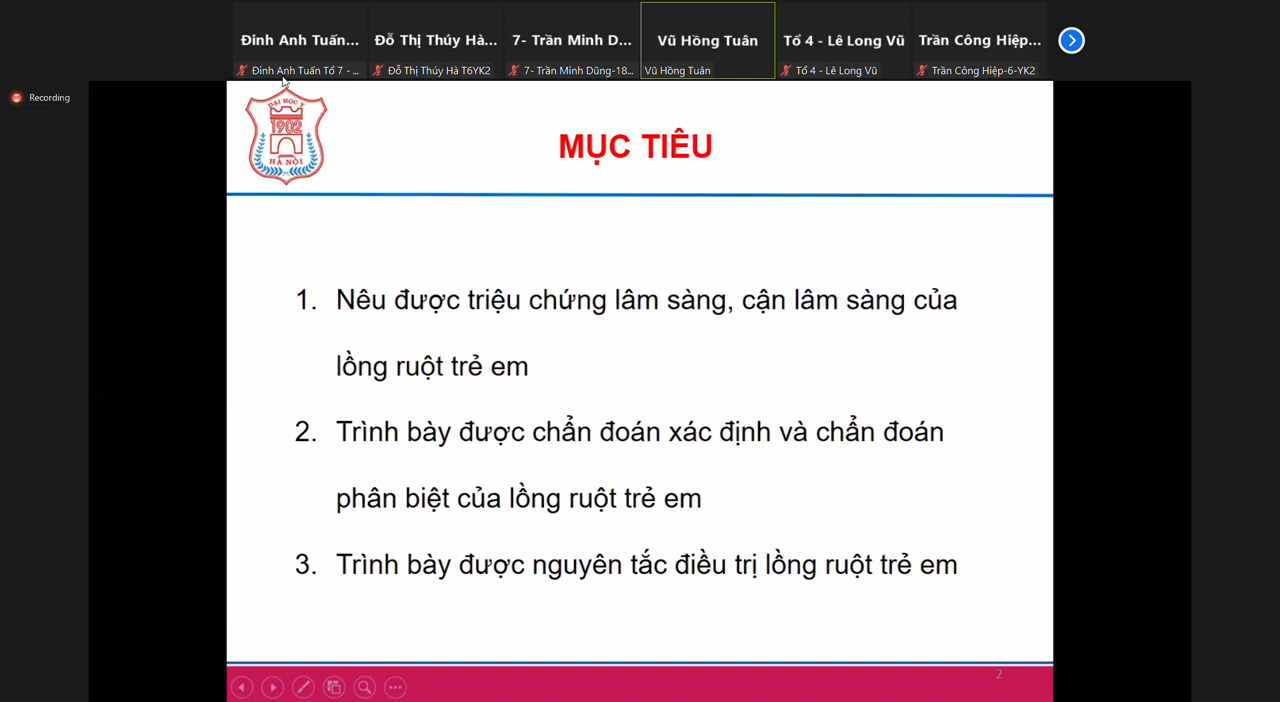 Đinh Anh Tuấn...
Đỗ Thị Thúy Hà...
7- Trần Minh D...
Vũ Hồng Tuân
Tổ 4 - Lê Long Vũ
Trần Công Hiệp...
Đinh Anh Tuấn Tổ 7 - ...
Đỗ Thị Thúy Hà T6YK2
7- Trần Minh Dũng-18...
Vũ Hồng Tuân
Tổ 4 - Lê Long Vũ
Trần Công Hiệp-6-YK2
Recording
ĐẠI HỌC Y
1902
HÀ NỘI
MỤC TIÊU
1. Nêu được triệu chứng lâm sàng, cận lâm sàng của
lồng ruột trẻ em
2. Trình bày được chẩn đoán xác định và chẩn đoán
phân biệt của lồng ruột trẻ em
3. Trình bày được nguyên tắc điều trị lồng ruột trẻ em
2